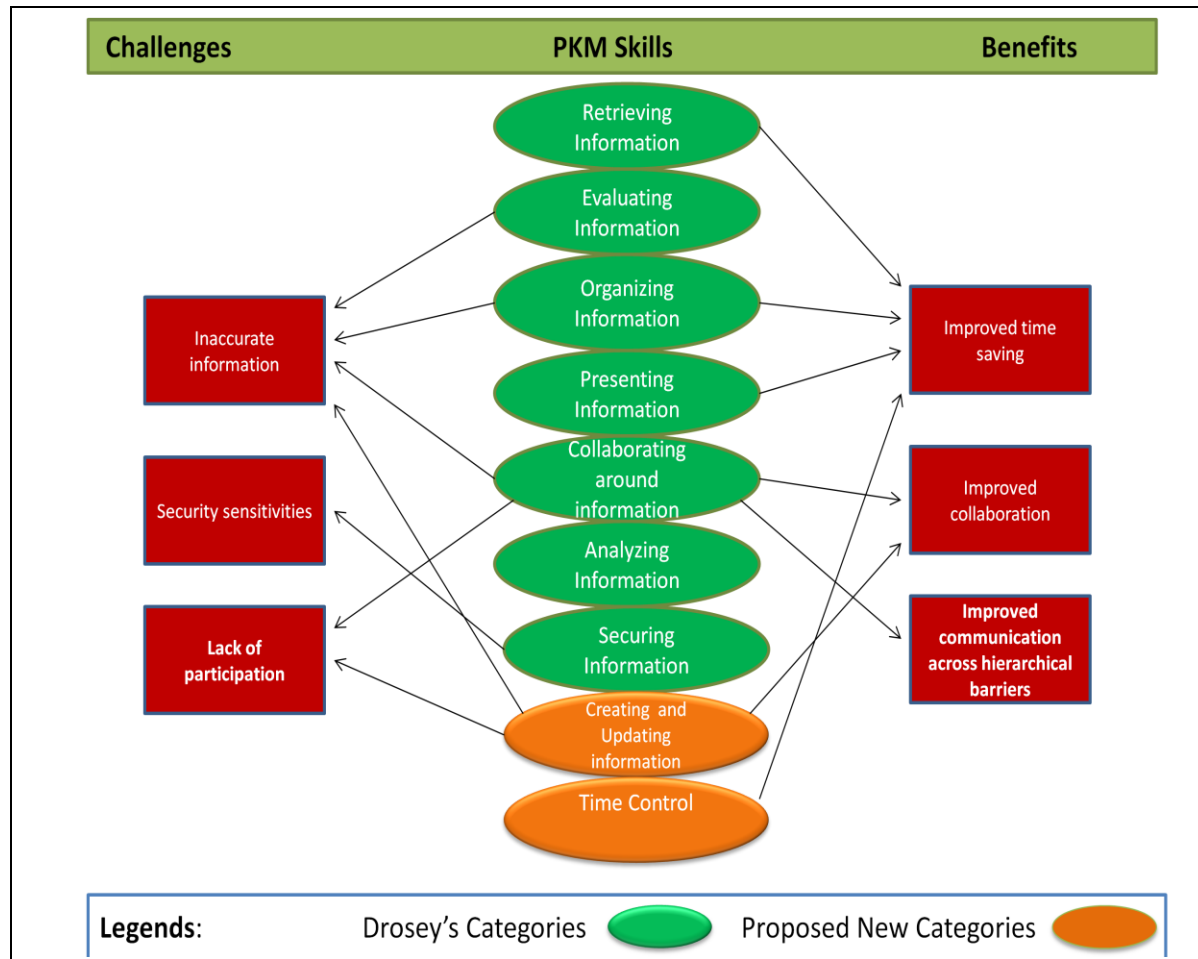 Challenges
PKM Skills
Benefits
Retrieving
Information
Evaluating
Information
Organizing
Information
Presenting
Information
Collaborating
around
information
Analyzing
Information
Securing
Information
Creating and
Updating
information
Time Control
Inaccurate
information
Security sensitivities
Lack of
participation
Improved time
saving
Improved
collaboration
Improved
communication
across hierarchical
barriers
Legends:
Drosey's Categories
Proposed New Categories